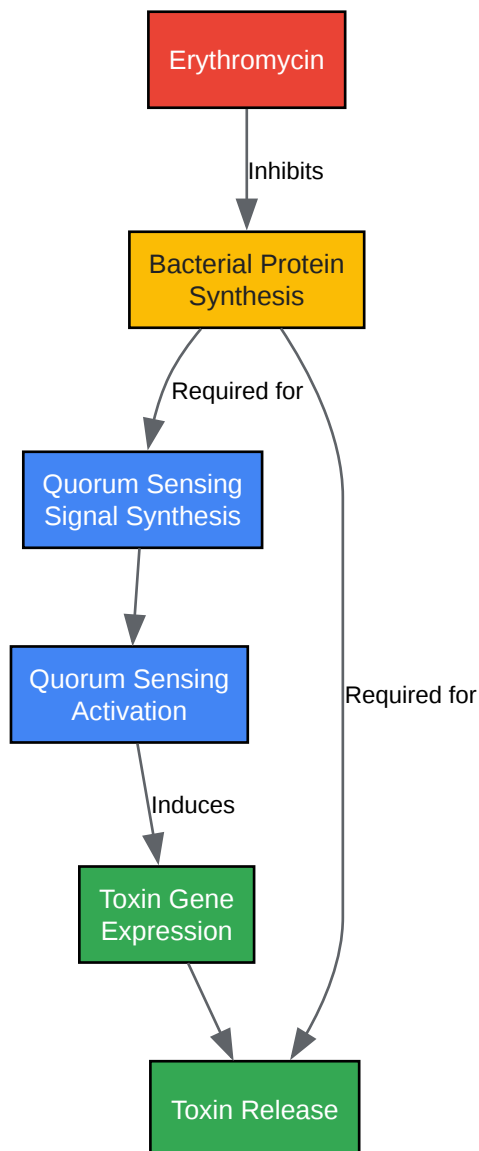 Erythromycin
Inhibits
Bacterial Protein
Synthesis
Required for
Quorum Sensing
Signal Synthesis
Quorum Sensing
Activation
Required for
Induces
Toxin Gene
Expression
Toxin Release